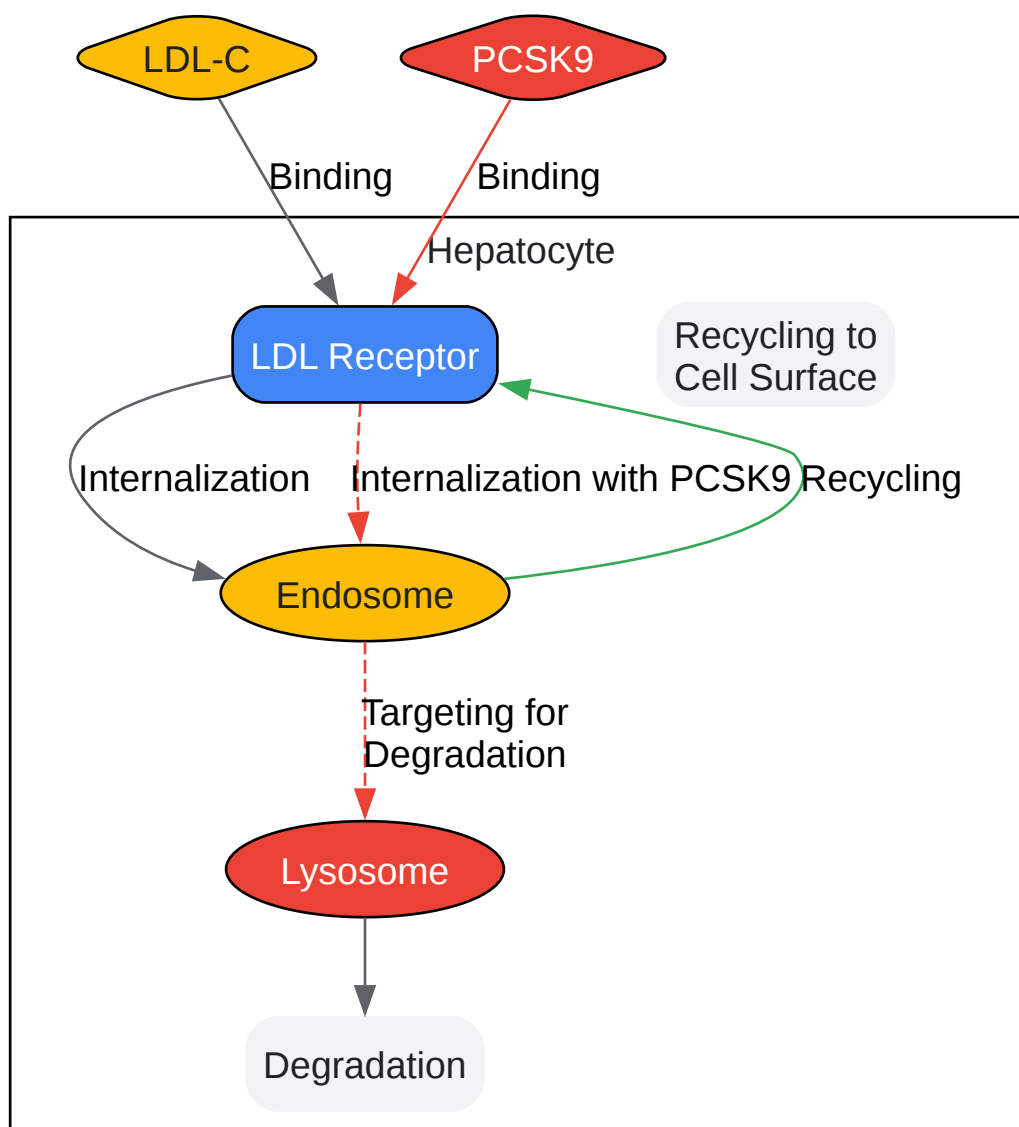 LDL-C
PCSK9
Binding
Binding
Hepatocyte
Recycling to
Cell Surface
LDL Receptor
Internalization
Internalization with PCSK9
Recycling
Endosome
Targeting for
Degradation
Lysosome
Degradation